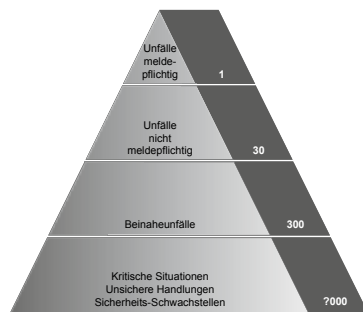 Unfälle
melde-
pflichtig
1
Unfälle
nicht
meldepflichtig
30
Beinaheunfälle
300
Kritische Situationen
Unsichere Handlungen
Sicherheits-Schwachstellen
?000